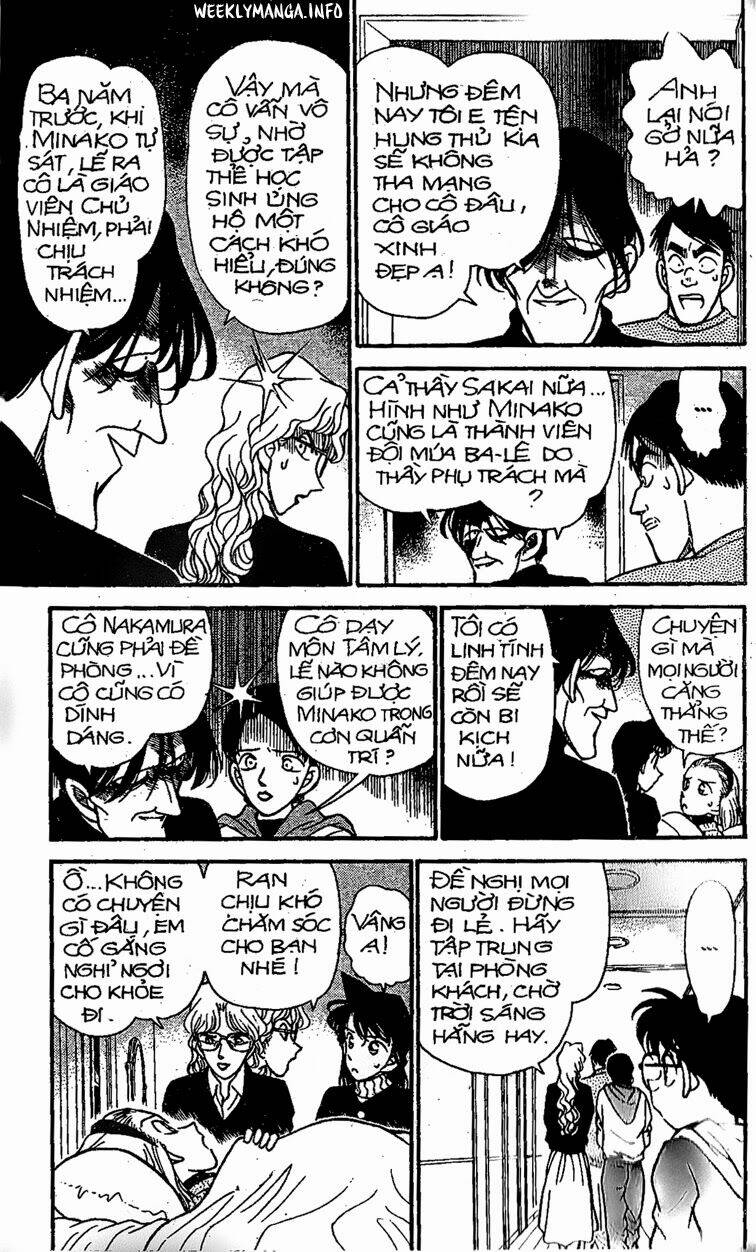 WEEKLYMANGA.INFO
ANH
LẠI NÓI
GỞ NỮA
HẢ ?
NHƯNG ĐÊM
NAY TÔI E TÊN
HUNG THỦ KIA
SẼ KHÔNG
THA MẠNG
CHO CÔ ĐÂU,
CÔ GIÁO
XINH
ĐẸP Ạ !
VẬY MÀ
CÔ VẪN VÔ
SỰ, NHỜ
ĐƯỢC TẬP
THỂ HỌC
SINH ỦNG
HỘ MỘT
CÁCH KHÓ
HIỂU, ĐÚNG
KHÔNG ?
BA NĂM
TRƯỚC, KHI
MINAKO TỰ
SÁT, LẼ RA
CÔ LÀ GIÁO
VIÊN CHỦ
NHIỆM, PHẢI
CHỊU
TRÁCH
NHIỆM...
...
CẢ THẦY SAKAI NỮA...
HÌNH NHƯ MINAKO
CŨNG LÀ THÀNH VIÊN
ĐỘI MÚA BA-LÊ DO
THẦY PHỤ TRÁCH MÀ
?
CHUYỆN
GÌ MÀ
MỌI NGƯỜI
CĂNG
THẲNG
THẾ ?
TÔI CÓ
LINH TÍNH
ĐÊM NAY
RỒI SẼ
CÒN BI
KỊCH
NỮA !
CÔ DẠY
MÔN TÂM LÝ,
LẼ NÀO KHÔNG
GIÚP ĐƯỢC
MINAKO TRONG
CƠN QUẪN
TRÍ ?
CÔ NAKAMURA
CŨNG PHẢI ĐỀ
PHÒNG... VÌ
CÔ CŨNG CÓ
DÍNH
DÁNG.
...
ĐỀ NGHỊ MỌI
NGƯỜI ĐỪNG
ĐI LẺ. HÃY
TẬP TRUNG
TẠI PHÒNG
KHÁCH, CHỜ
TRỜI SÁNG
HẴNG HAY.
VÂNG
Ạ!
RAN
CHỊU KHÓ
CHĂM SÓC
CHO BẠN
NHÉ !
Ồ... KHÔNG
CÓ CHUYỆN
GÌ ĐÂU, EM
CỐ GẮNG
NGHỈ NGƠI
CHO KHỎE
ĐI.